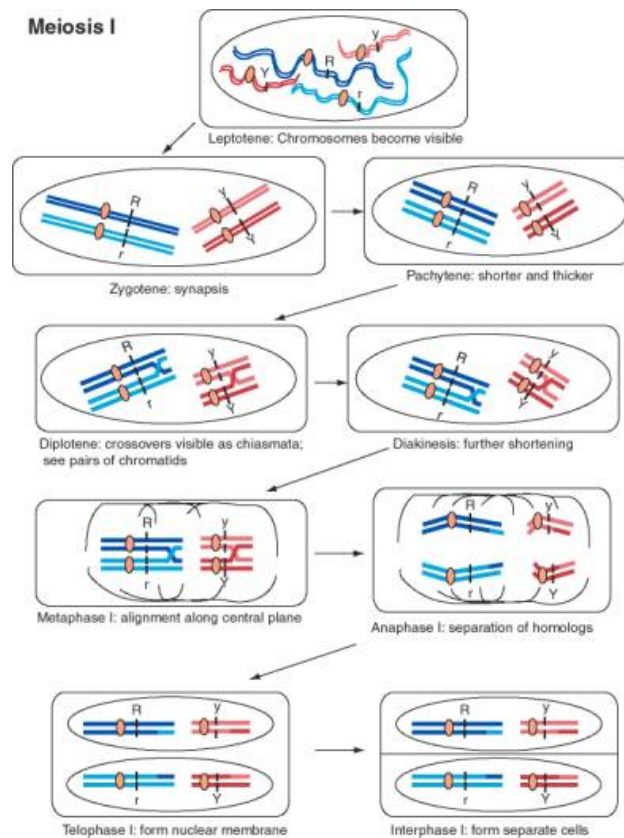 Meiosis I
y
R
Y
r
Leptotene: Chromosomes become visible
R
y
r
Y
Zygotene: synapsis
R
y
r
Y
Pachytene: shorter and thicker
R
y
r
Y
Diplotene: crossovers visible as chiasmata;
see pairs of chromatids
R
y
r
Y
Diakinesis: further shortening
R
y
r
Y
Metaphase I: alignment along central plane
R
y
r
Y
Anaphase I: separation of homologs
R
y
r
Y
Telophase I: form nuclear membrane
R
y
r
Y
Interphase I: form separate cells